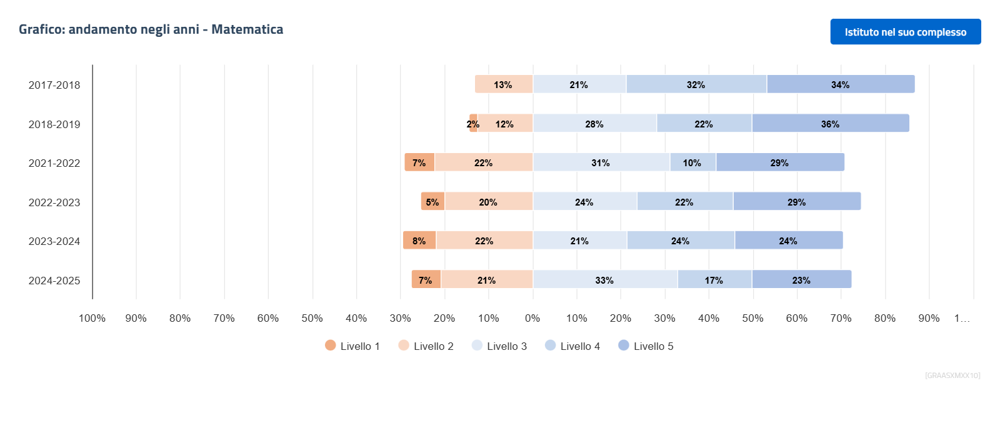 Grafico: andamento negli anni - Matematica
Istituto nel suo complesso
2017-2018 13% 21% 32% 34%
2018-2019 2% 12% 28% 22% 36%
2021-2022 7% 22% 31% 10% 29%
2022-2023 5% 20% 24% 22% 29%
2023-2024 8% 22% 21% 24% 24%
2024-2025 7% 21% 33% 17% 23%
100% 90% 80% 70% 60% 50% 40% 30% 20% 10% 0% 10% 20% 30% 40% 50% 60% 70% 80% 90% 1…
Livello 1 Livello 2 Livello 3 Livello 4 Livello 5
[GRAASXMXX10]